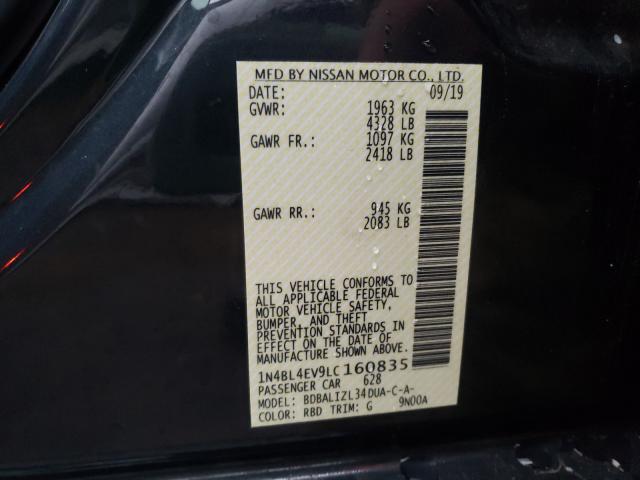 MFD BY NISSAN MOTOR CO., LTD.
DATE: 09/19
GVWR: 1963 KG
4328 LB
GAWR FR.: 1097 KG
2418 LB
GAWR RR.: 945 KG
2083 LB
THIS VEHICLE CONFORMS TO
ALL APPLICABLE FEDERAL
MOTOR VEHICLE SAFETY,
BUMPER, AND THEFT
PREVENTION STANDARDS IN
EFFECT ON THE DATE OF
MANUFACTURE SHOWN ABOVE.
1N4BL4EV9LC160835
PASSENGER CAR 628
MODEL: BDBALIZL34DUA-C-A-
COLOR: RBD TRIM: G 9N00A